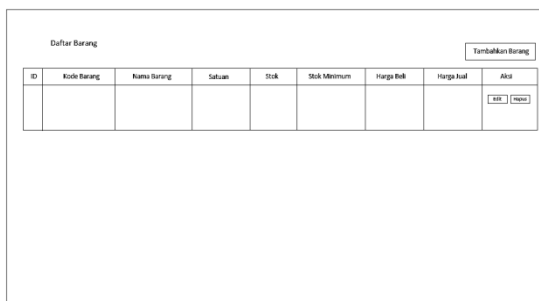 Daftar Barang
Tambahkan Barang
ID Kode Barang Nama Barang Satuan Stok Stok Minimum Harga Beli Harga Jual Aksi
Edit Hapus